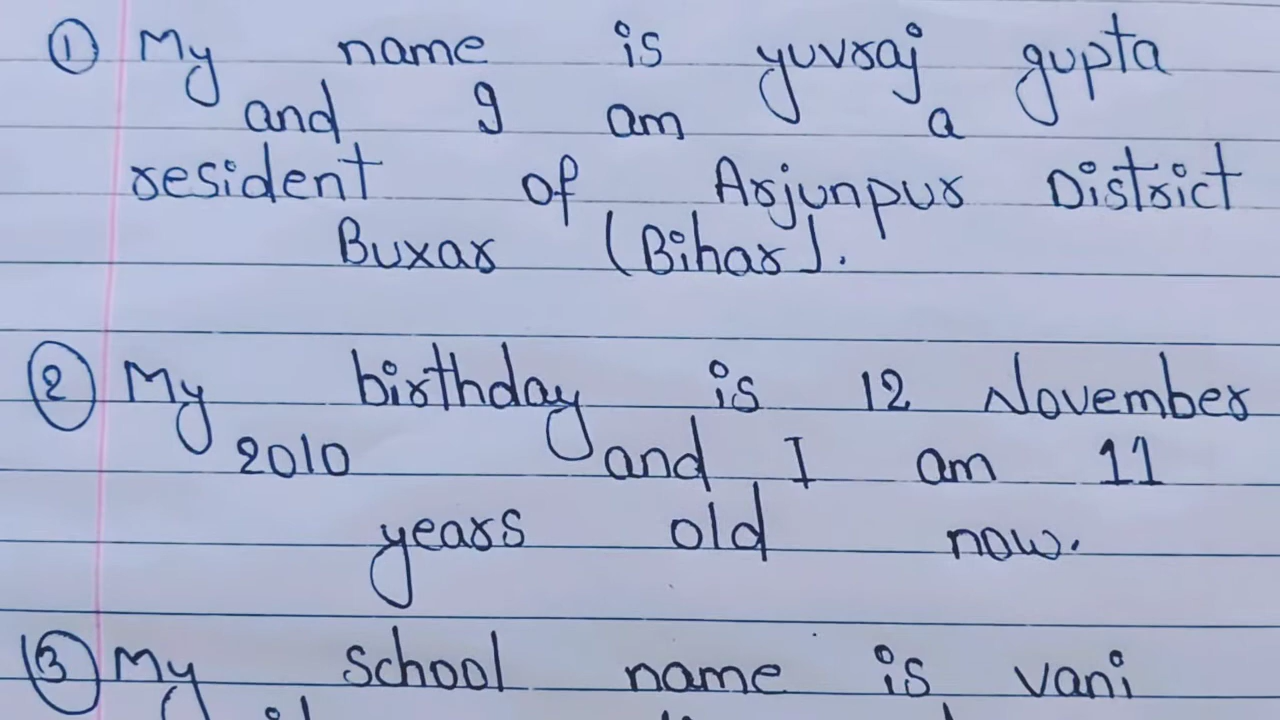 ① My name is yuvraj gupta
and I am a
resident of Arjunpur District
Buxar (Bihar).
② My birthday is 12 November
2010 and I am 11
years old now.
③ My school name is vani